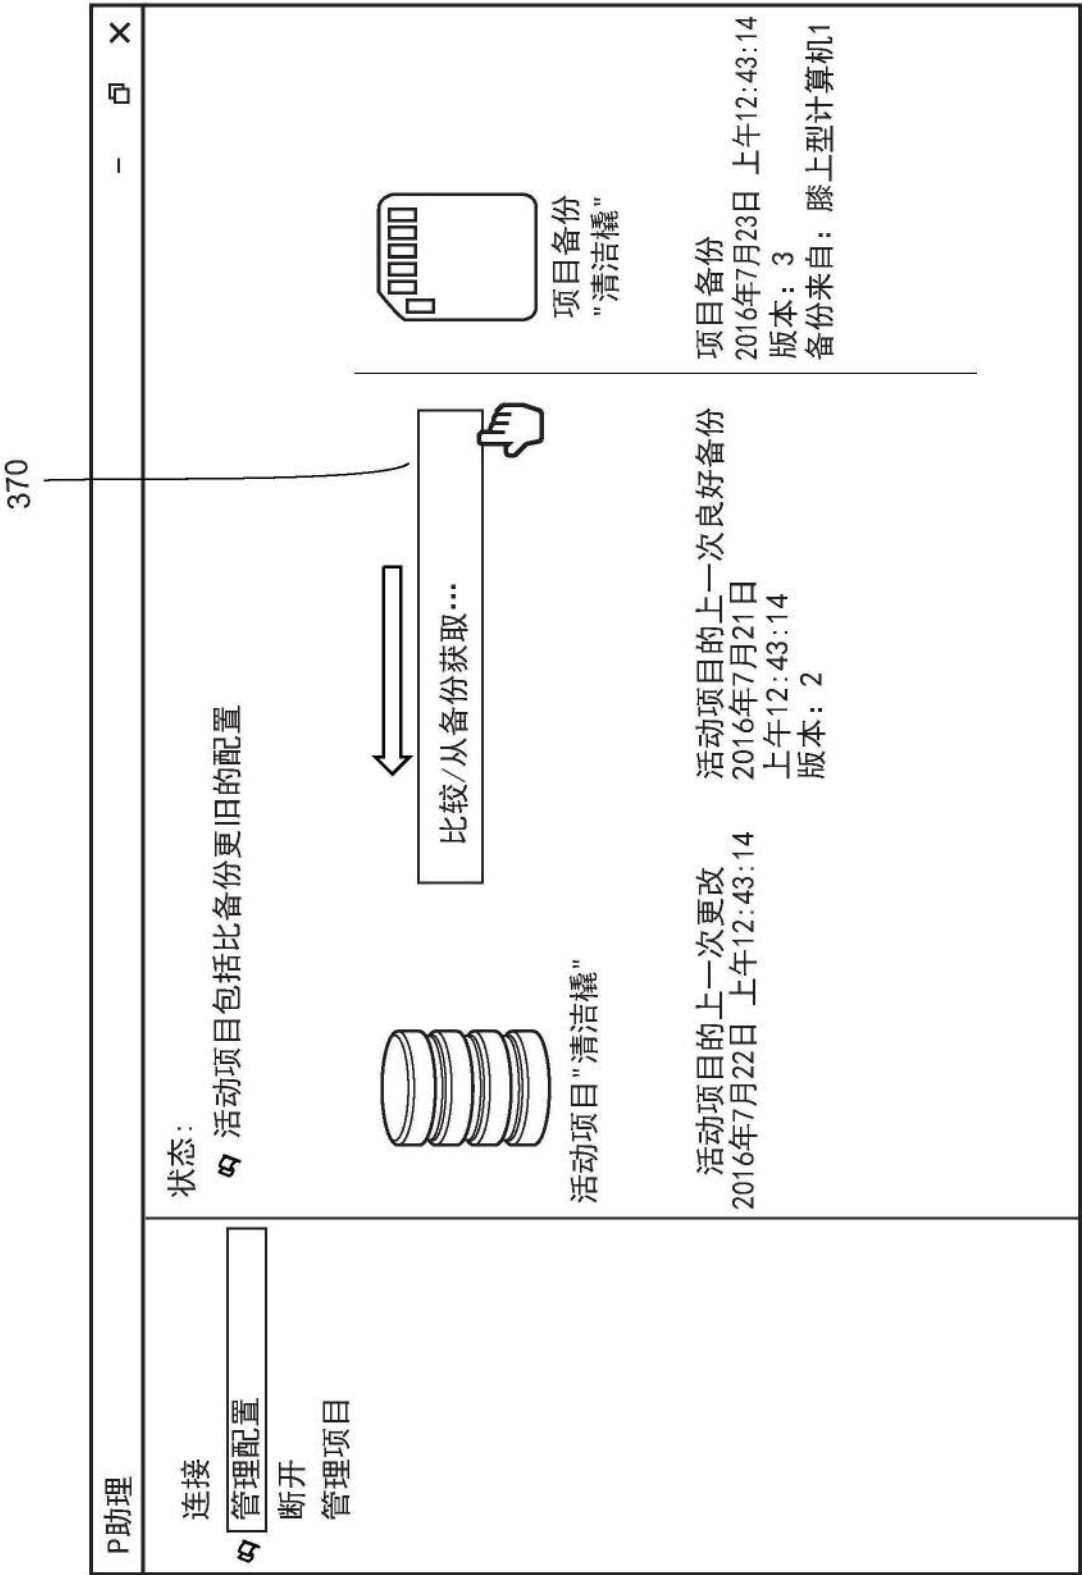 370
P助理
连接
管理配置
断开
管理项目
状态:
活动项目包括比备份更旧的配置
比较/从备份获取…
活动项目"清洁橇"
项目备份
"清洁橇"
活动项目的上一次更改
2016年7月22日 上午12:43:14
活动项目的上一次良好备份
2016年7月21日
上午12:43:14
版本: 2
项目备份
2016年7月23日 上午12:43:14
版本: 3
备份来自: 膝上型计算机1